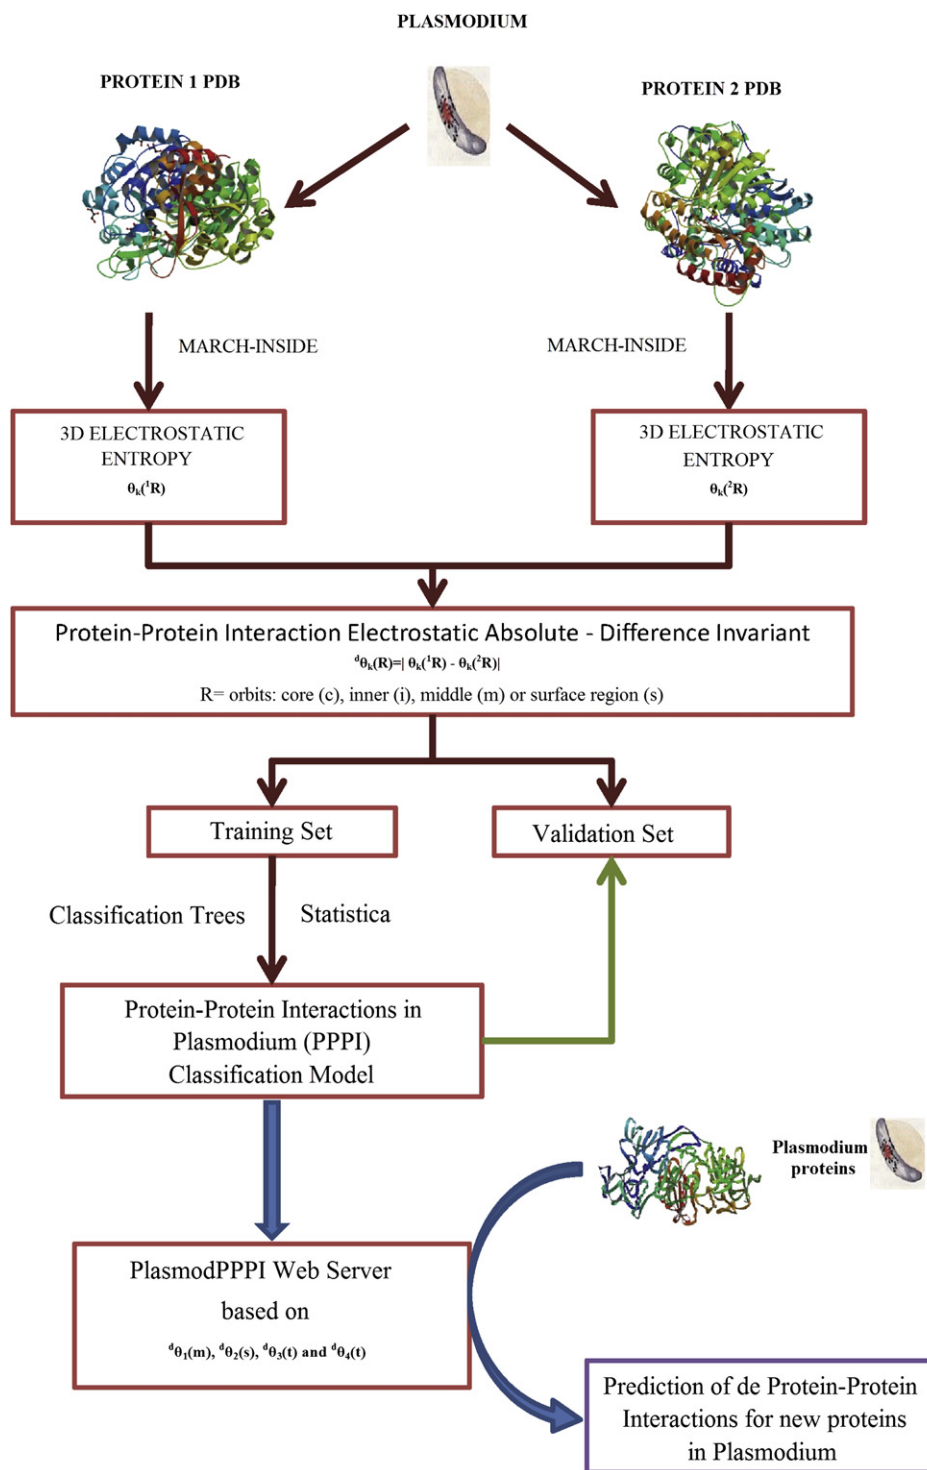 PLASMODIUM
PROTEIN 1 PDB
PROTEIN 2 PDB
MARCH-INSIDE
MARCH-INSIDE
3D ELECTROSTATIC
ENTROPY
θₖ(¹R)
3D ELECTROSTATIC
ENTROPY
θₖ(²R)
Protein-Protein Interaction Electrostatic Absolute - Difference Invariant
ᵈθₖ(R)=| θₖ(¹R) - θₖ(²R)|
R= orbits: core (c), inner (i), middle (m) or surface region (s)
Training Set
Validation Set
Classification Trees
Statistica
Protein-Protein Interactions in
Plasmodium (PPPI)
Classification Model
Plasmodium
proteins
PlasmodPPPI Web Server
based on
ᵈθ₁(m), ᵈθ₂(s), ᵈθ₃(t) and ᵈθ₄(t)
Prediction of de Protein-Protein
Interactions for new proteins
in Plasmodium